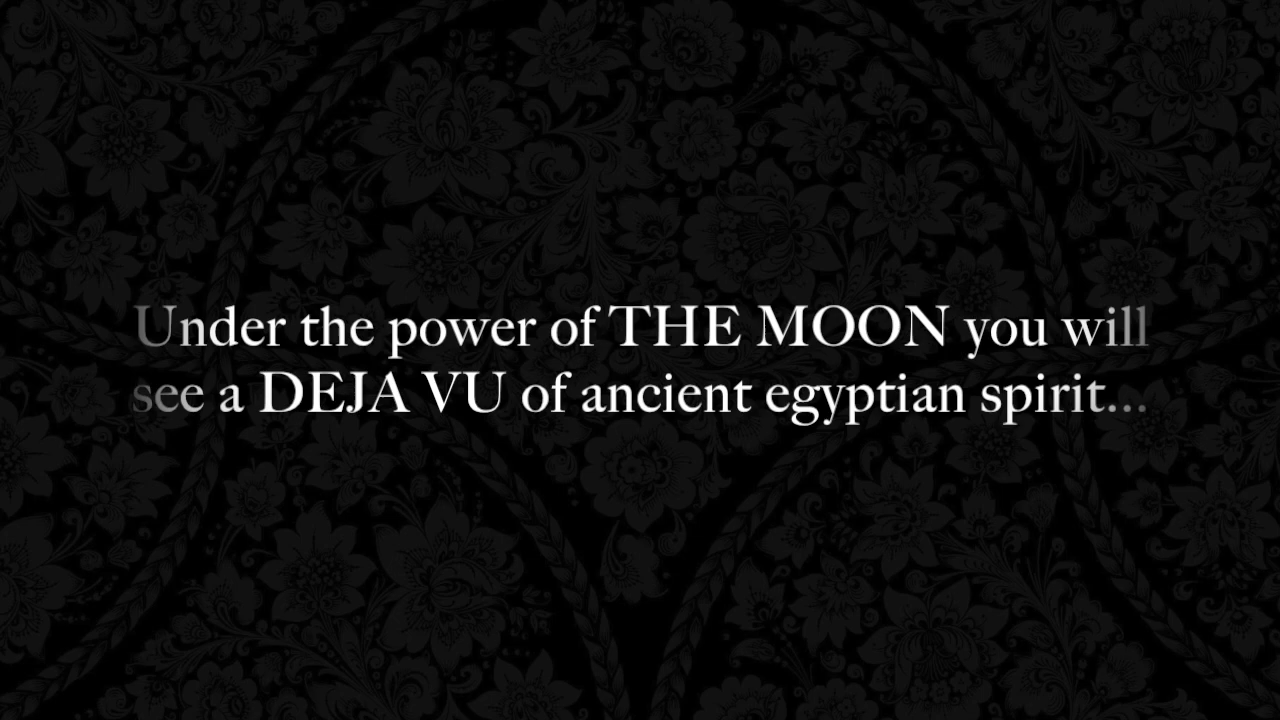 Under the power of THE MOON you will
see a DEJA VU of ancient egyptian spirit...